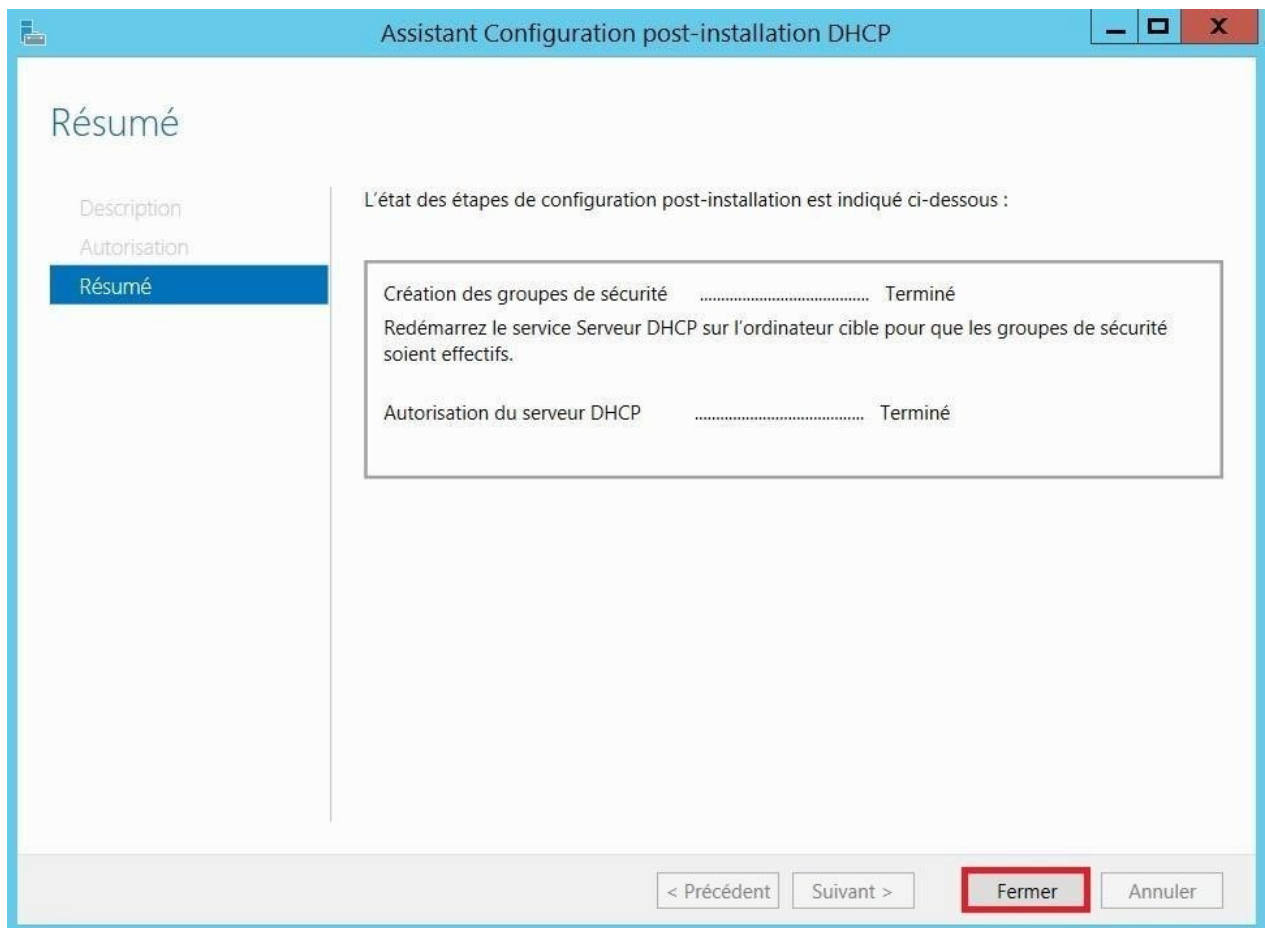 Assistant Configuration post-installation DHCP
Résumé
Description
Autorisation
Résumé
L'état des étapes de configuration post-installation est indiqué ci-dessous :
Création des groupes de sécurité ........................................ Terminé
Redémarrez le service Serveur DHCP sur l'ordinateur cible pour que les groupes de sécurité
soient effectifs.
Autorisation du serveur DHCP ........................................ Terminé
< Précédent
Suivant >
Fermer
Annuler